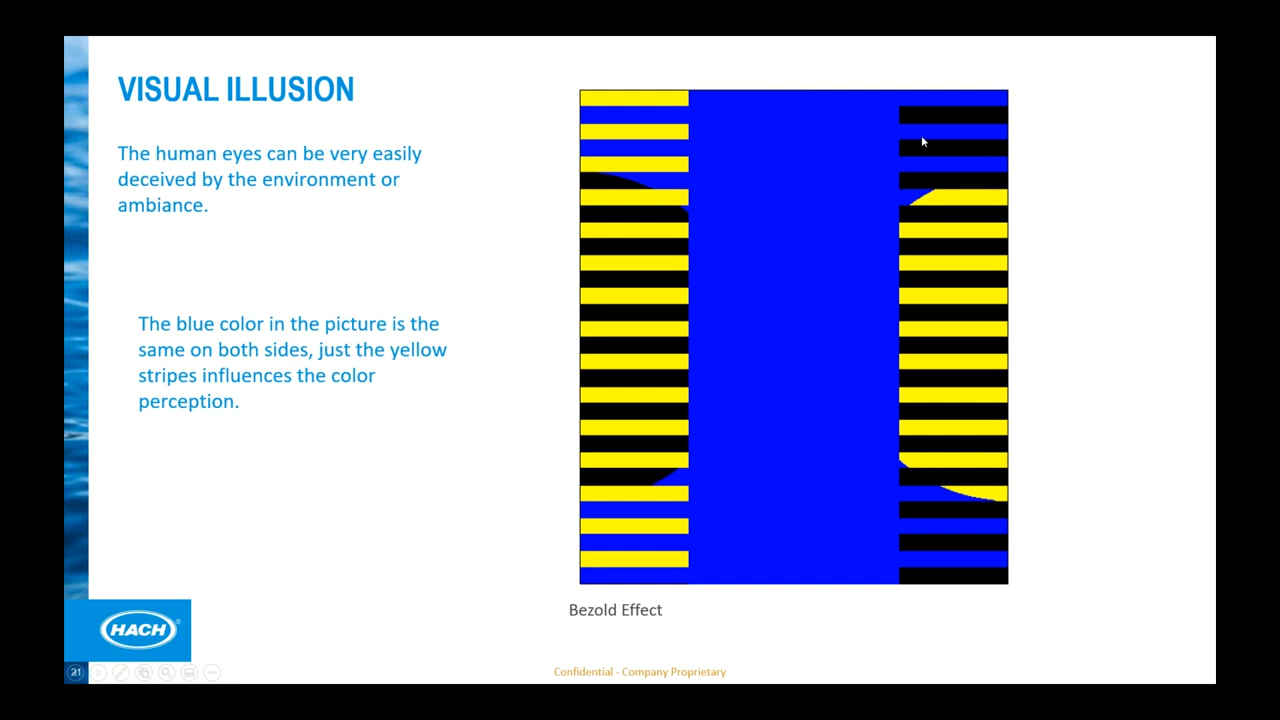 VISUAL ILLUSION
The human eyes can be very easily
deceived by the environment or
ambiance.
The blue color in the picture is the
same on both sides, just the yellow
stripes influences the color
perception.
Bezold Effect
HACH
®
21
Confidential - Company Proprietary